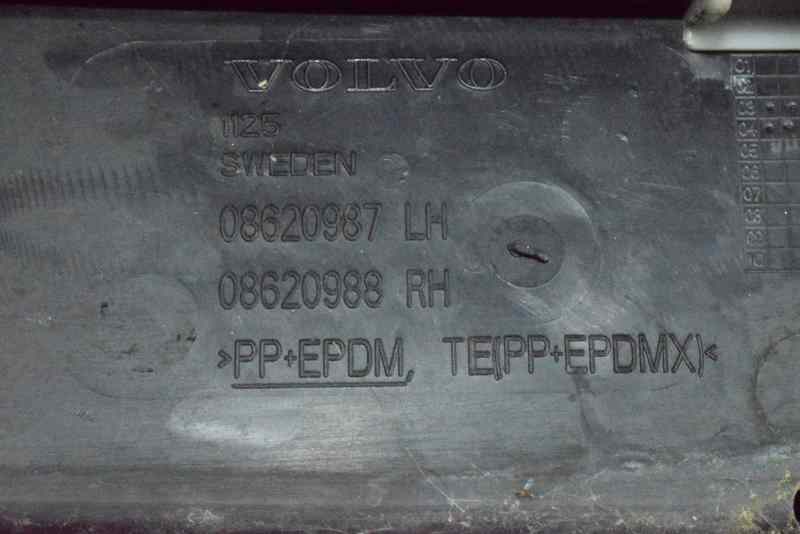 VOLVO
1125
SWEDEN
08620987 LH
08620988 RH
>PP+EPDM, TE(PP+EPDMX)<